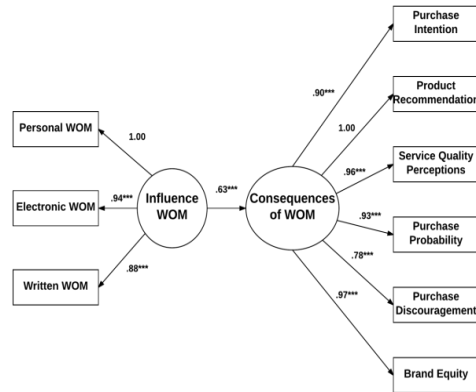 Purchase
Intention
.90***
Product
Recommendation
1.00
Personal WOM
1.00
Service Quality
Perceptions
.96***
Electronic WOM
.94***
Influence
WOM
.63***
Consequences
of WOM
.93***
Purchase
Probability
.88***
Written WOM
.78***
Purchase
Discouragement
.97***
Brand Equity